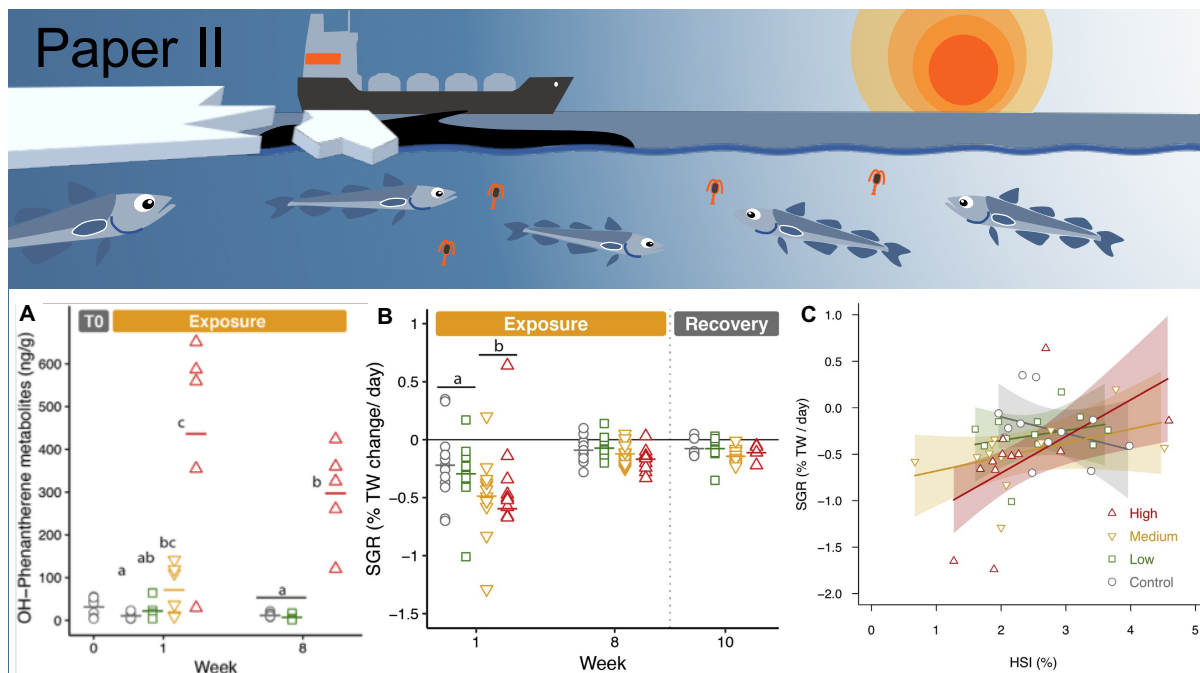 Paper II
A
T0
Exposure
OH−Phenantherene metabolites (ng/g)
600
500
400
300
200
100
0
a
ab
bc
c
a
b
0
1
8
Week
B
Exposure
Recovery
SGR (% TW change/ day)
1
0.5
0
−0.5
−1
−1.5
a
b
1
8
10
Week
C
SGR (% TW / day)
1.0
0.5
0.0
−0.5
−1.0
−1.5
−2.0
High
Medium
Low
Control
0
1
2
3
4
5
HSI (%)